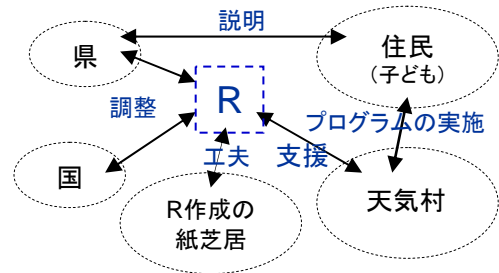 説明
県
住民
(子ども)
R
調整
プログラムの実施
工夫
支援
国
天気村
R作成の
紙芝居